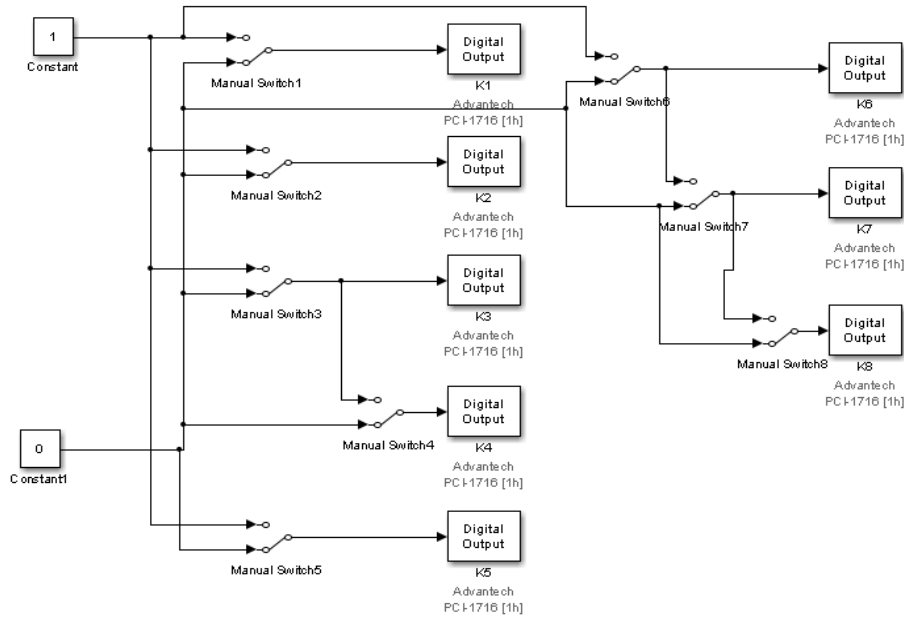 1
Constant
Manual Switch1
Digital
Output
K1
Advantech
PCI-1716 [1h]
Manual Switch2
Digital
Output
K2
Advantech
PCI-1716 [1h]
Manual Switch3
Digital
Output
K3
Advantech
PCI-1716 [1h]
Manual Switch4
Digital
Output
K4
Advantech
PCI-1716 [1h]
0
Constant1
Manual Switch5
Digital
Output
K5
Advantech
PCI-1716 [1h]
Manual Switch6
Digital
Output
K6
Advantech
PCI-1716 [1h]
Manual Switch7
Digital
Output
K7
Advantech
PCI-1716 [1h]
Manual Switch8
Digital
Output
K8
Advantech
PCI-1716 [1h]